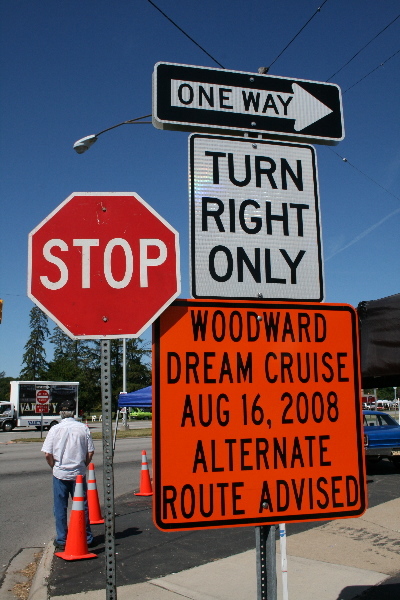 ONE WAY
TURN
RIGHT
ONLY
STOP
WOODWARD
DREAM CRUISE
AUG 16, 2008
ALTERNATE
ROUTE ADVISED